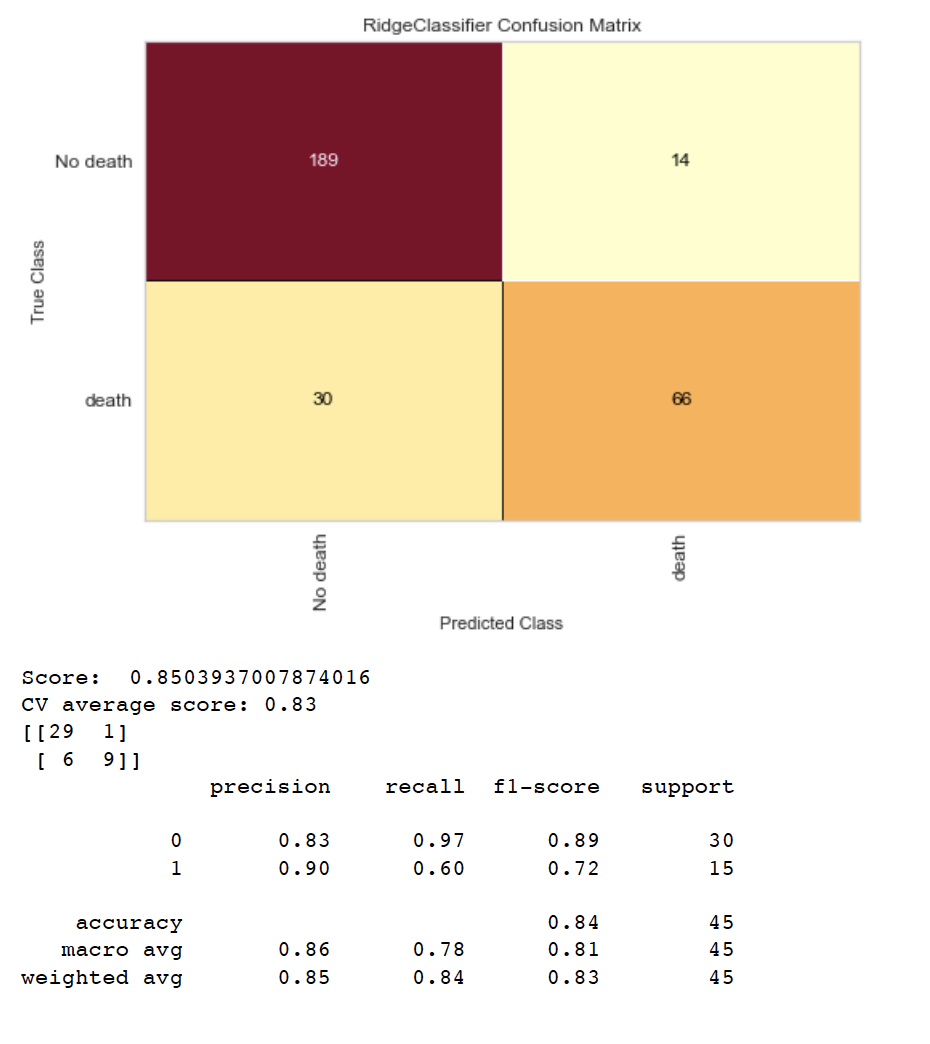 RidgeClassifier Confusion Matrix
True Class
No death
189
14
death
30
66
No death
death
Predicted Class
Score:  0.8503937007874016
CV average score: 0.83
[[29  1]
 [ 6  9]]
              precision    recall  f1-score   support

           0       0.83      0.97      0.89        30
           1       0.90      0.60      0.72        15

    accuracy                           0.84        45
   macro avg       0.86      0.78      0.81        45
weighted avg       0.85      0.84      0.83        45